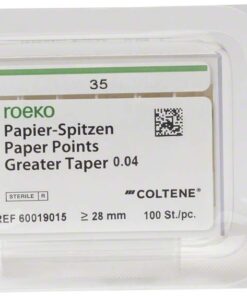 35
roeko
Papier-Spitzen
Paper Points
Greater Taper 0.04
STERILE R
COLTENE®
REF 60019015 ≥ 28 mm 100 St./pc.